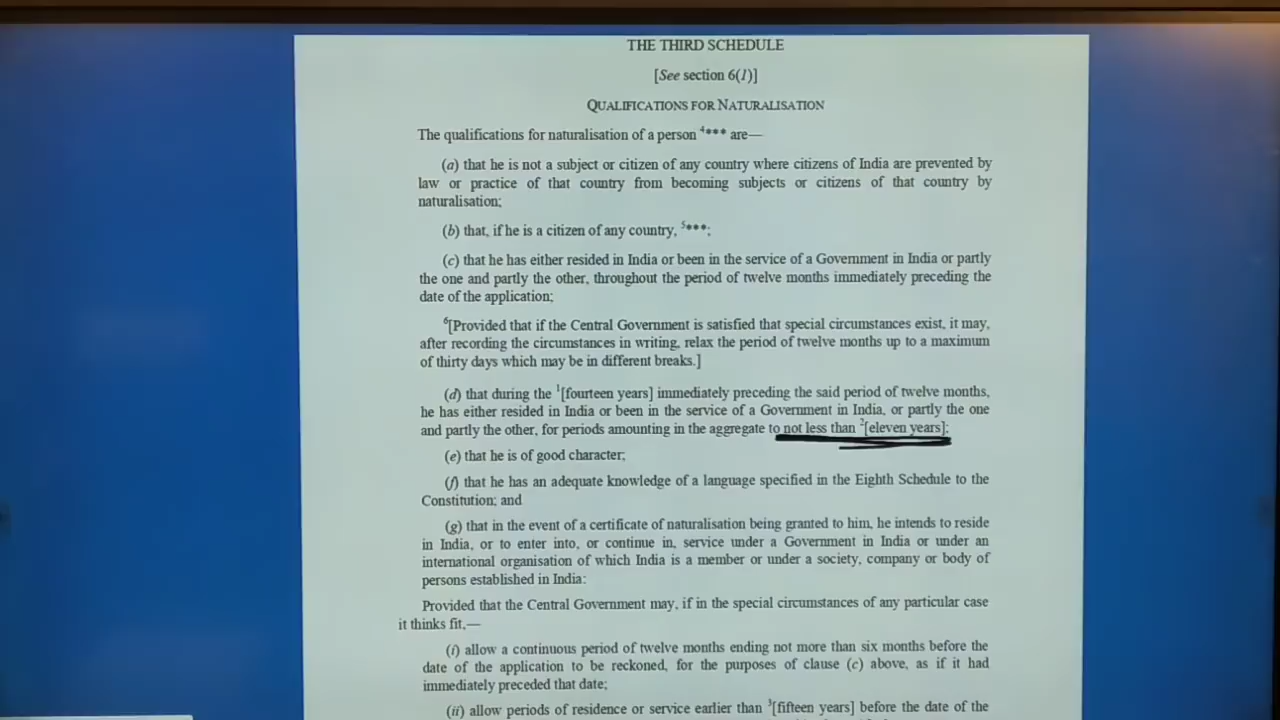 THE THIRD SCHEDULE
[See section 6(1)]
QUALIFICATIONS FOR NATURALISATION
The qualifications for naturalisation of a person 4*** are—
(a) that he is not a subject or citizen of any country where citizens of India are prevented by
law or practice of that country from becoming subjects or citizens of that country by
naturalisation;
(b) that, if he is a citizen of any country, 5***;
(c) that he has either resided in India or been in the service of a Government in India or partly
the one and partly the other, throughout the period of twelve months immediately preceding the
date of the application;
6[Provided that if the Central Government is satisfied that special circumstances exist, it may,
after recording the circumstances in writing, relax the period of twelve months up to a maximum
of thirty days which may be in different breaks.]
(d) that during the 1[fourteen years] immediately preceding the said period of twelve months,
he has either resided in India or been in the service of a Government in India, or partly the one
and partly the other, for periods amounting in the aggregate to not less than 2[eleven years];
(e) that he is of good character;
(f) that he has an adequate knowledge of a language specified in the Eighth Schedule to the
Constitution; and
(g) that in the event of a certificate of naturalisation being granted to him, he intends to reside
in India, or to enter into, or continue in, service under a Government in India or under an
international organisation of which India is a member or under a society, company or body of
persons established in India:
Provided that the Central Government may, if in the special circumstances of any particular case
it thinks fit,—
(i) allow a continuous period of twelve months ending not more than six months before the
date of the application to be reckoned, for the purposes of clause (c) above, as if it had
immediately preceded that date;
(ii) allow periods of residence or service earlier than 3[fifteen years] before the date of the